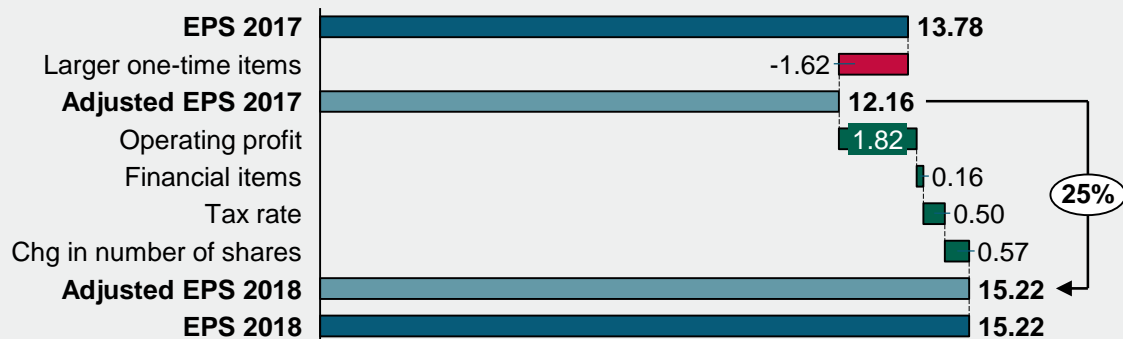 EPS 2017 13.78
Larger one-time items -1.62
Adjusted EPS 2017 12.16
Operating profit 1.82
Financial items 0.16
25%
Tax rate 0.50
Chg in number of shares 0.57
Adjusted EPS 2018 15.22
EPS 2018 15.22